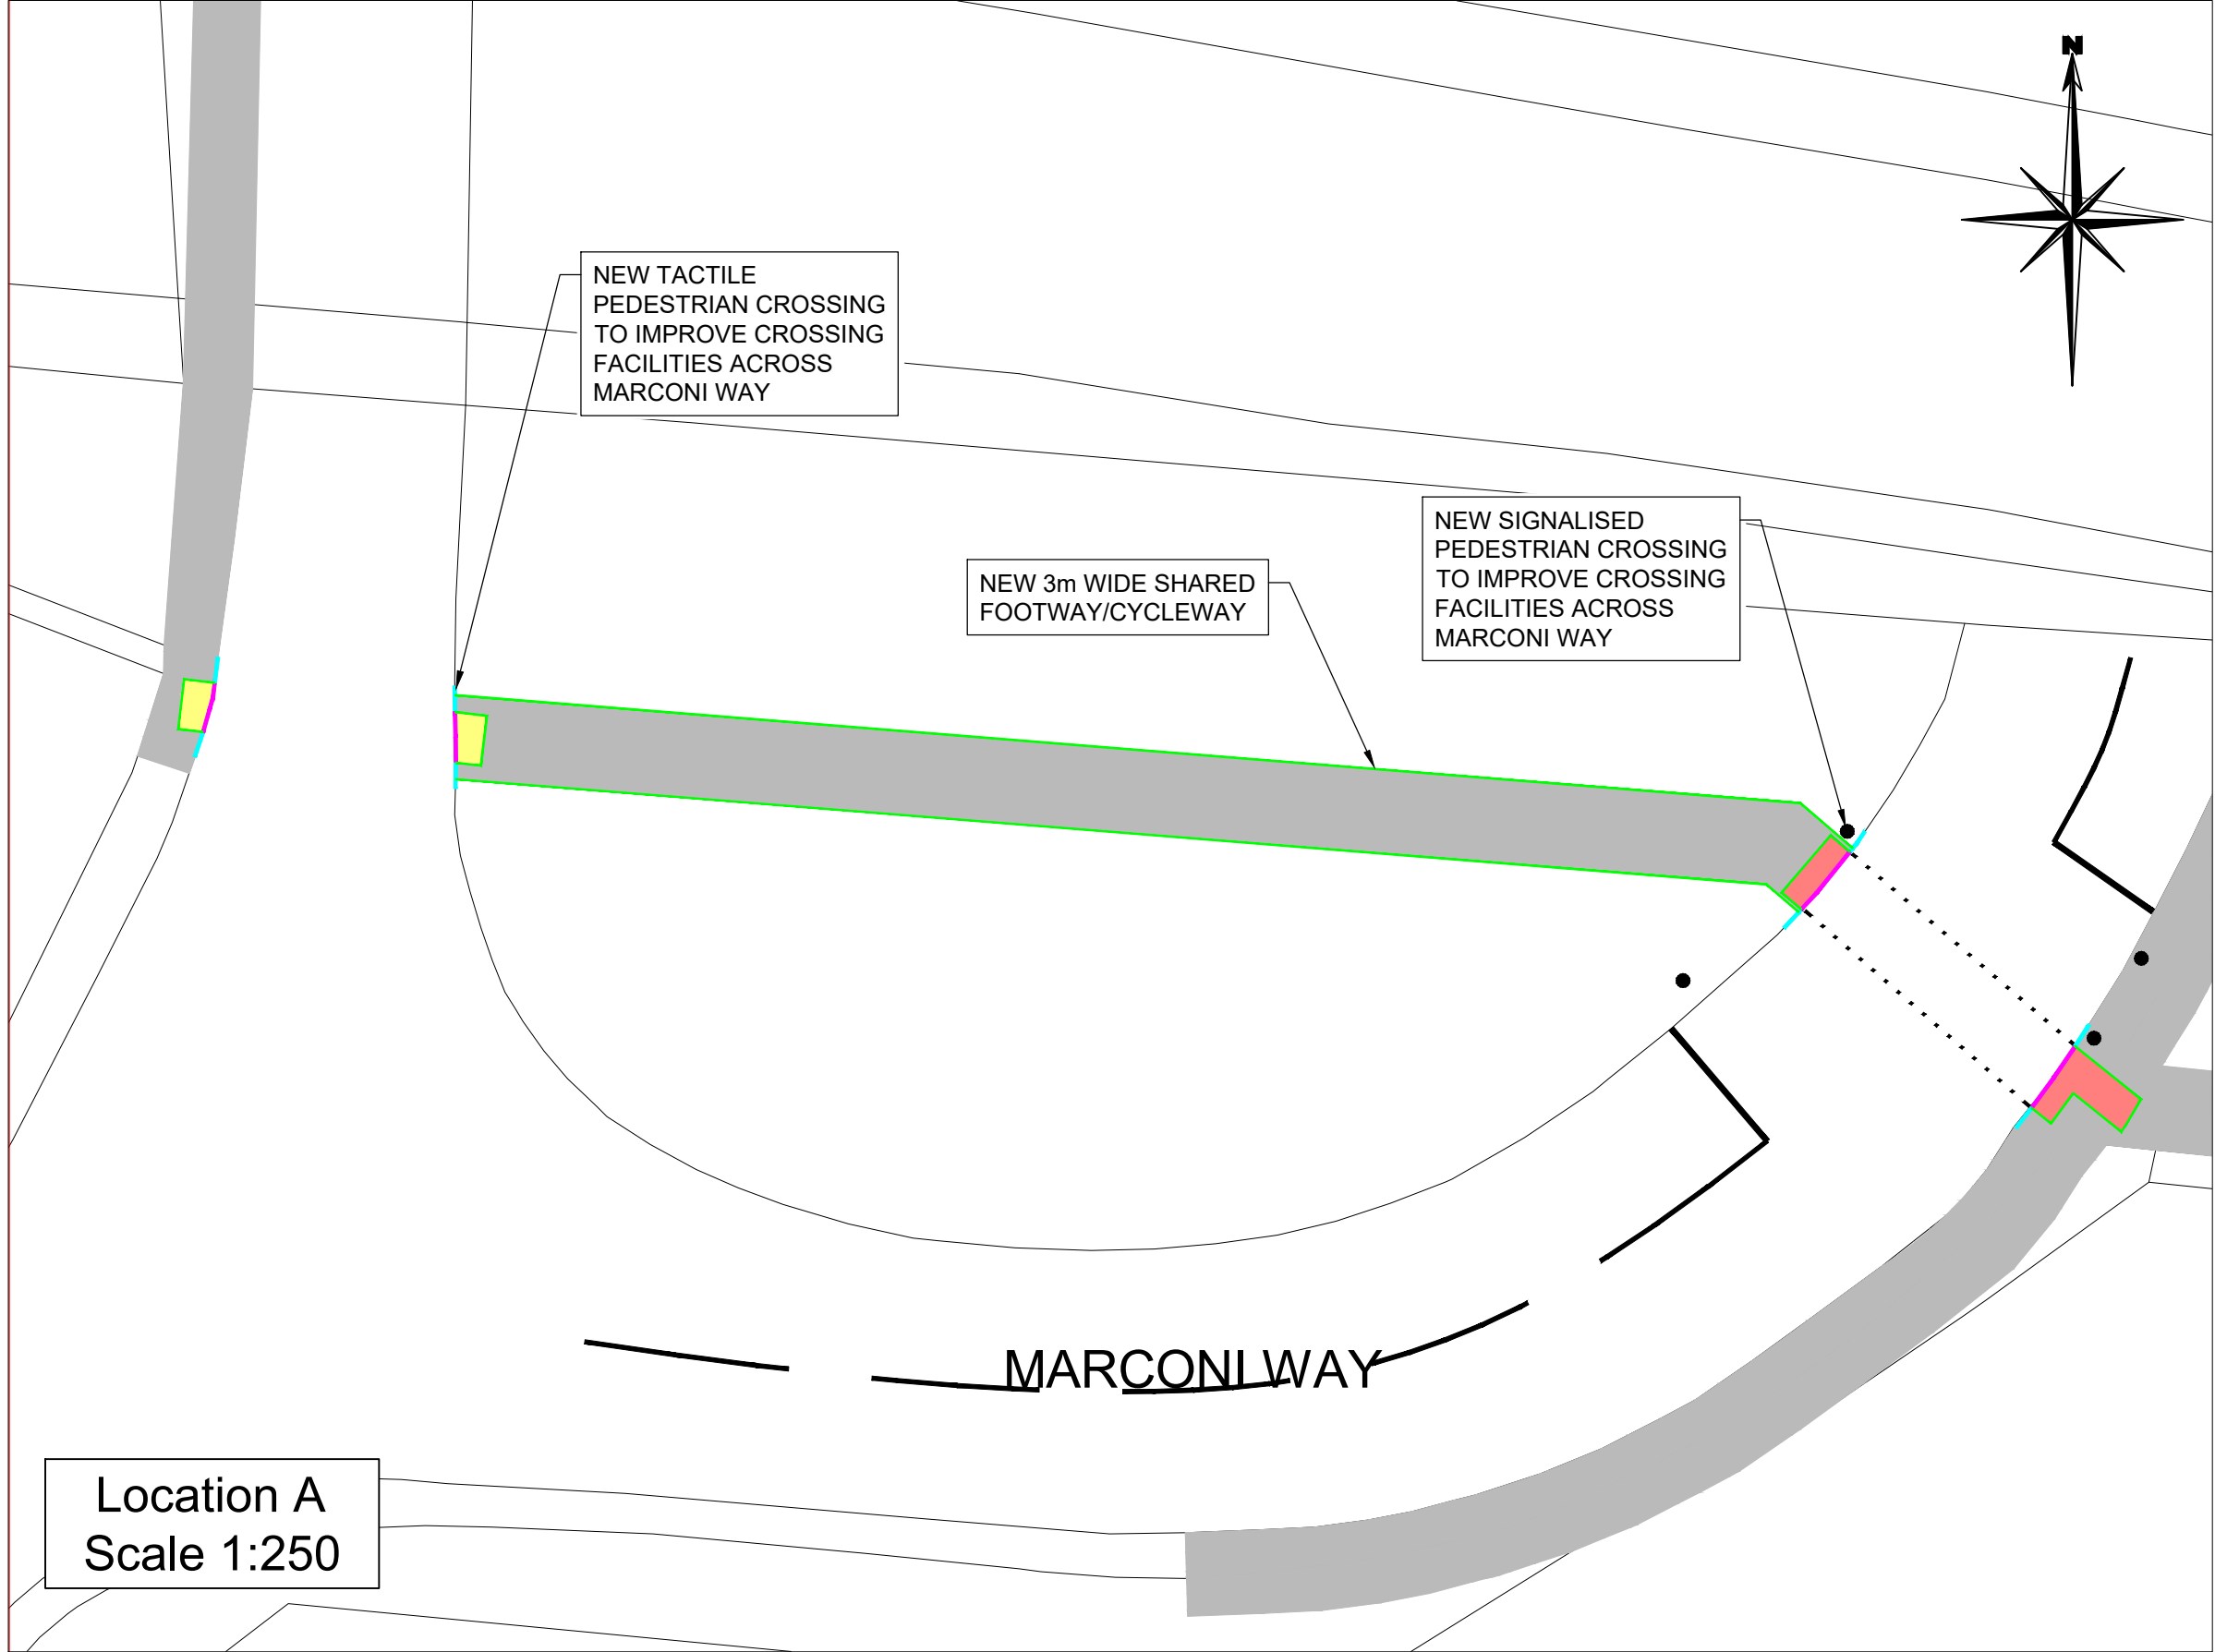 N
NEW TACTILE
PEDESTRIAN CROSSING
TO IMPROVE CROSSING
FACILITIES ACROSS
MARCONI WAY
NEW SIGNALISED
PEDESTRIAN CROSSING
TO IMPROVE CROSSING
FACILITIES ACROSS
MARCONI WAY
NEW 3m WIDE SHARED
FOOTWAY/CYCLEWAY
MARCONI WAY
Location A
Scale 1:250